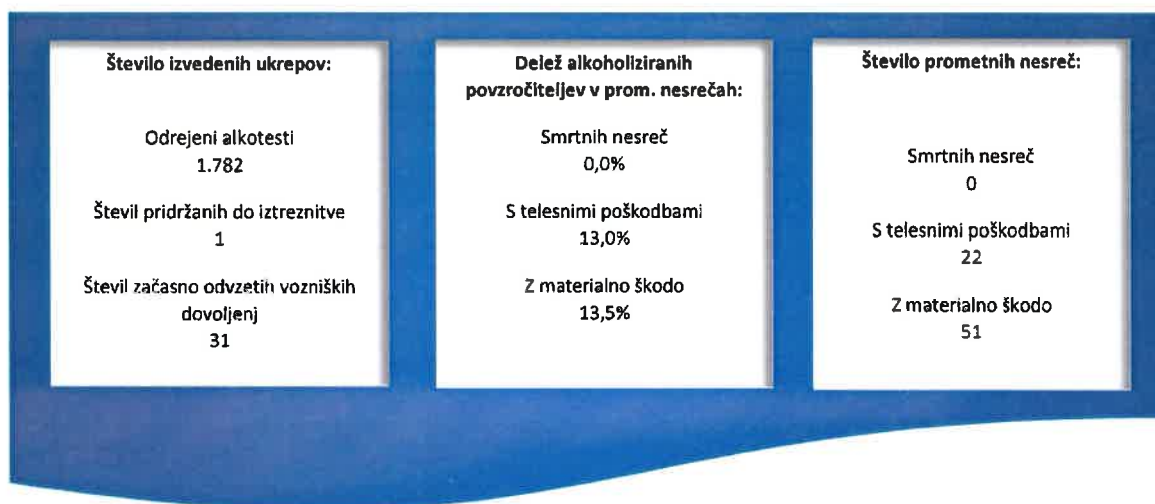 Število izvedenih ukrepov:
Odrejeni alkotesti
1.782
Števil pridržanih do iztreznitve
1
Števil začasno odvzetih vozniških
dovoljenj
31
Delež alkoholiziranih
povzročiteljev v prom. nesrečah:
Smrtnih nesreč
0,0%
S telesnimi poškodbami
13,0%
Z materialno škodo
13,5%
Število prometnih nesreč:
Smrtnih nesreč
0
S telesnimi poškodbami
22
Z materialno škodo
51